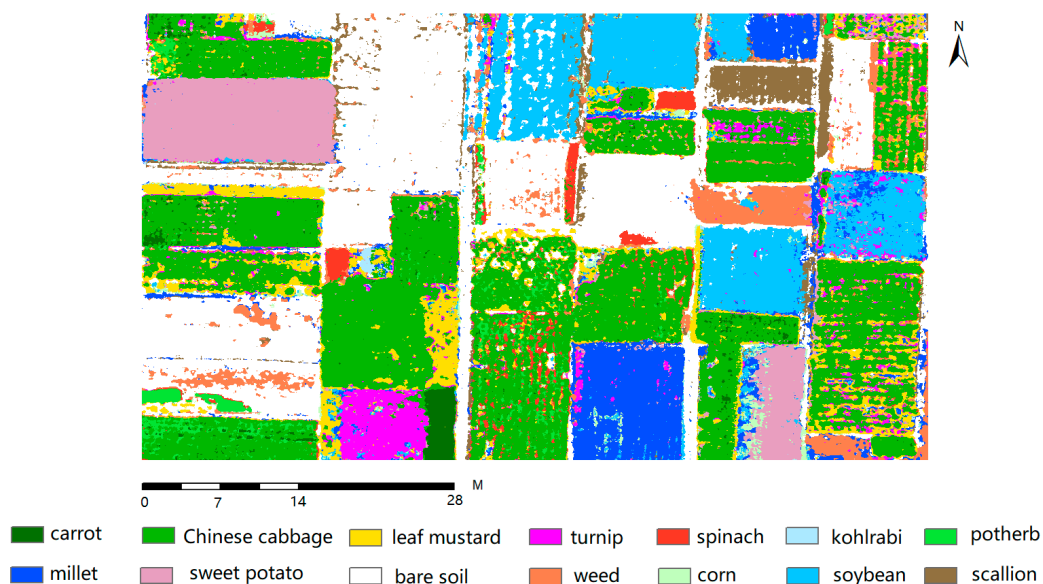 N
M
0 7 14 28
carrot Chinese cabbage leaf mustard turnip spinach kohlrabi potherb
millet sweet potato bare soil weed corn soybean scallion